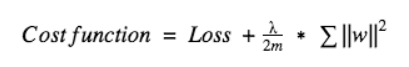 Cost function = Loss + λ/2m * Σ||w||²